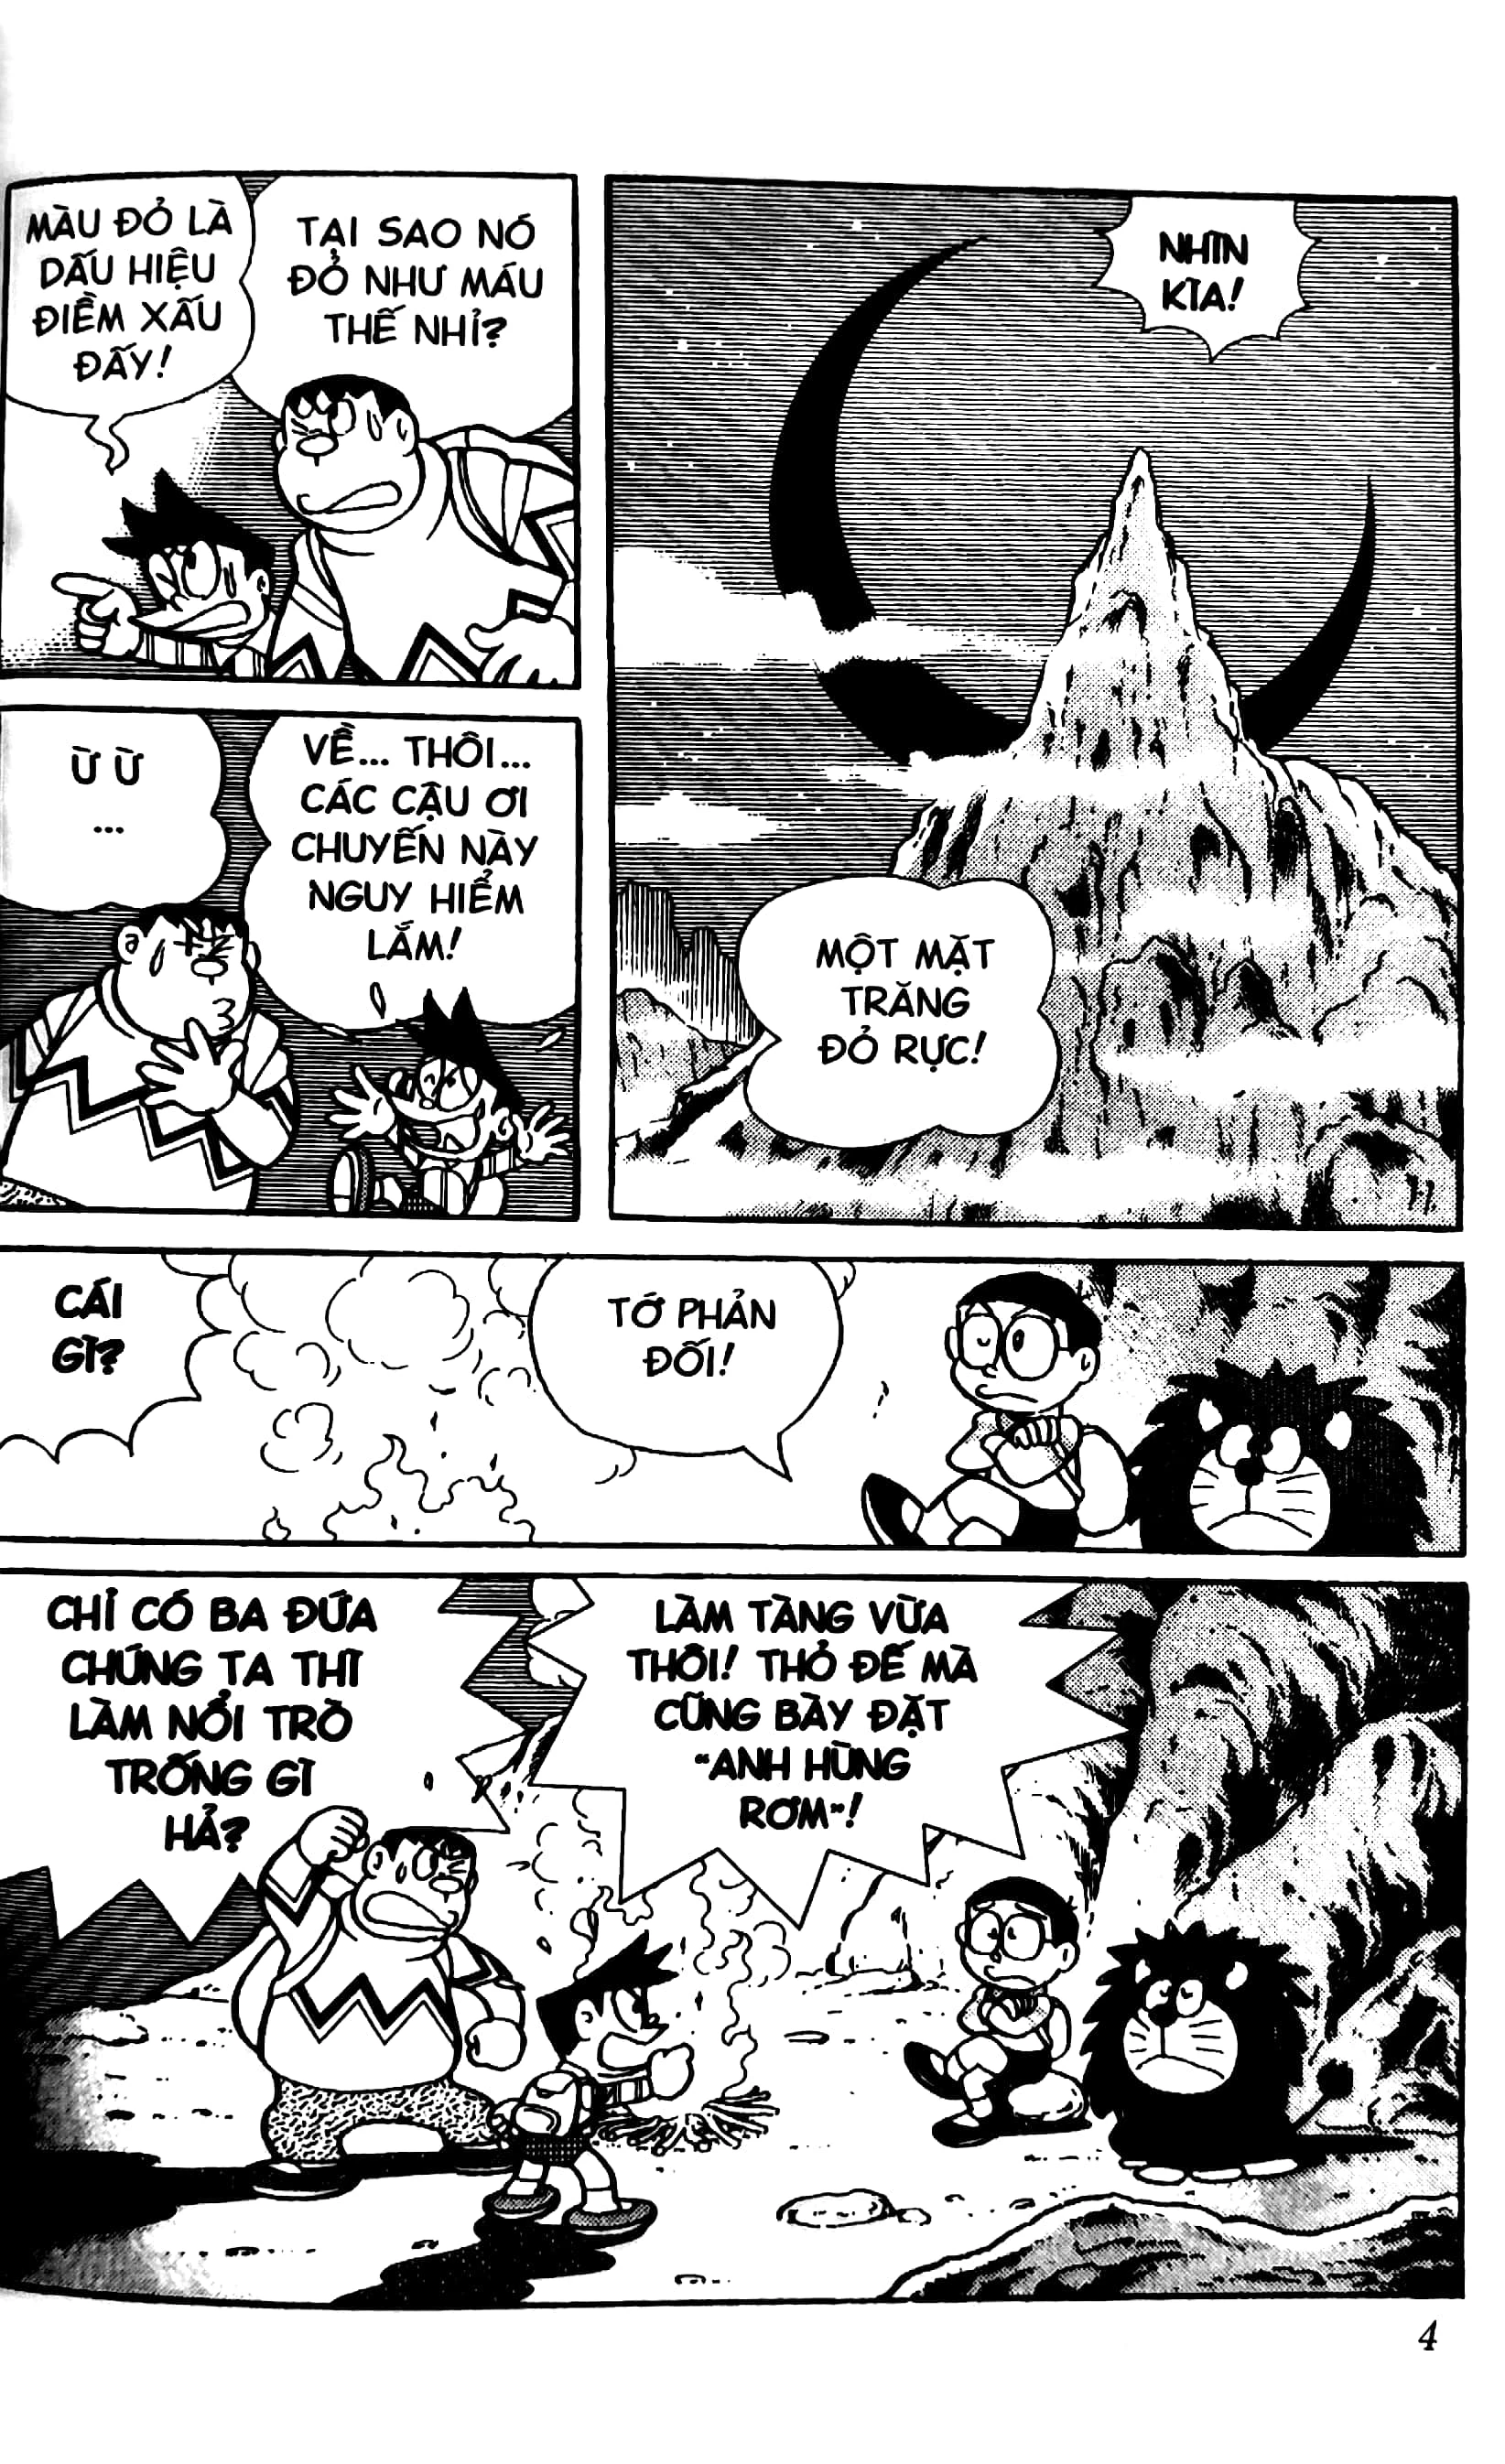 NHÌN
KÌA!
MỘT MẶT
TRĂNG
ĐỎ RỰC!
TẠI SAO NÓ
ĐỎ NHƯ MÁU
THẾ NHỈ?
MÀU ĐỎ LÀ
DẤU HIỆU
ĐIỀM XẤU
ĐẤY!
VỀ... THÔI...
CÁC CẬU ƠI
CHUYẾN NÀY
NGUY HIỂM
LẮM!
Ừ Ừ
...
TỚ PHẢN
ĐỐI!
CÁI
GÌ?
LÀM TÀNG VỪA
THÔI! THỎ ĐẾ MÀ
CŨNG BÀY ĐẶT
“ANH HÙNG
RƠM”!
CHỈ CÓ BA ĐỨA
CHÚNG TA THÌ
LÀM NỔI TRÒ
TRỐNG GÌ
HẢ?
4